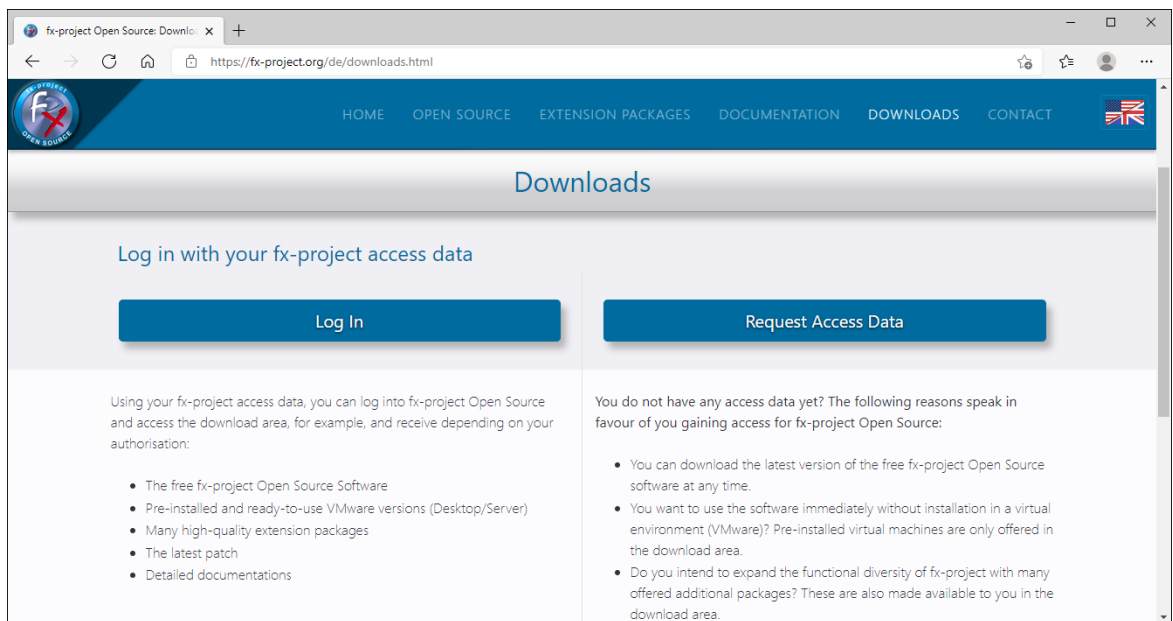 fx-project Open Source: Downlo
https://fx-project.org/de/downloads.html
fx-project
fx
OPEN SOURCE
HOME OPEN SOURCE EXTENSION PACKAGES DOCUMENTATION DOWNLOADS CONTACT
Downloads
Log in with your fx-project access data
Log In
Request Access Data
Using your fx-project access data, you can log into fx-project Open Source
and access the download area, for example, and receive depending on your
authorisation:
• The free fx-project Open Source Software
• Pre-installed and ready-to-use VMware versions (Desktop/Server)
• Many high-quality extension packages
• The latest patch
• Detailed documentations
You do not have any access data yet? The following reasons speak in
favour of you gaining access for fx-project Open Source:
• You can download the latest version of the free fx-project Open Source
software at any time.
• You want to use the software immediately without installation in a virtual
environment (VMware)? Pre-installed virtual machines are only offered in
the download area.
• Do you intend to expand the functional diversity of fx-project with many
offered additional packages? These are also made available to you in the
download area.